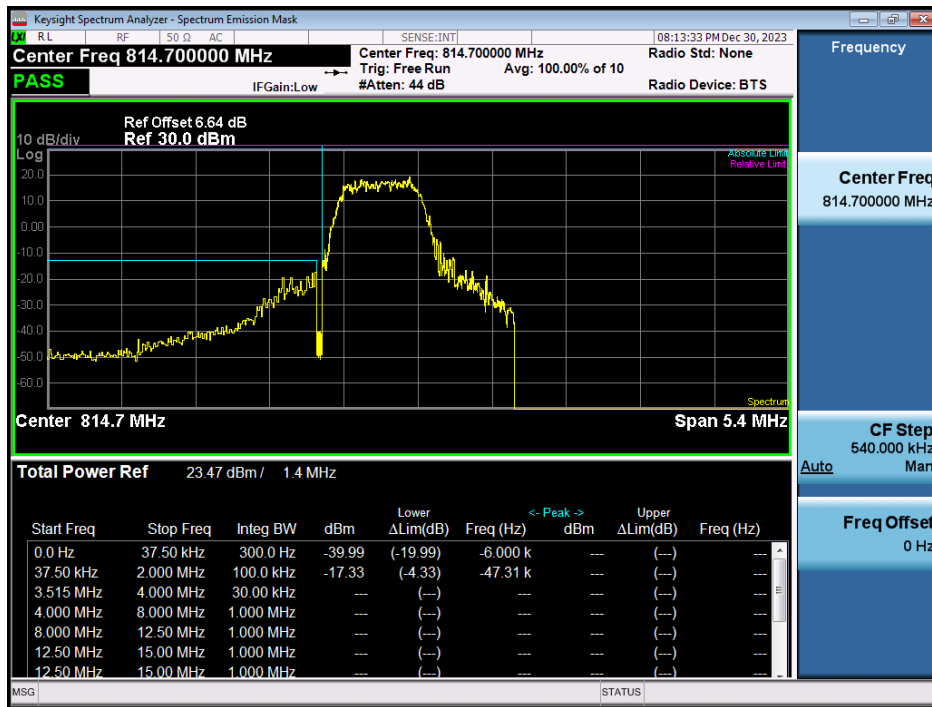 Keysight Spectrum Analyzer - Spectrum Emission Mask
LXI RL RF 50 Ω AC SENSE:INT 08:13:33 PM Dec 30, 2023
Center Freq 814.700000 MHz
PASS
IFGain:Low
Center Freq: 814.700000 MHz
Trig: Free Run Avg: 100.00% of 10
#Atten: 44 dB
Radio Std: None
Radio Device: BTS
Ref Offset 6.64 dB
10 dB/div Ref 30.0 dBm
Log
Absolute Limit
Relative Limit
20.0
10.0
0.00
-10.0
-20.0
-30.0
-40.0
-50.0
-60.0
Spectrum
Center 814.7 MHz Span 5.4 MHz
Total Power Ref 23.47 dBm / 1.4 MHz
Lower <- Peak -> Upper
Start Freq Stop Freq Integ BW dBm ΔLim(dB) Freq (Hz) dBm ΔLim(dB) Freq (Hz)
0.0 Hz 37.50 kHz 300.0 Hz -39.99 (-19.99) -6.000 k --- (---) ---
37.50 kHz 2.000 MHz 100.0 kHz -17.33 (-4.33) -47.31 k --- (---) ---
3.515 MHz 4.000 MHz 30.00 kHz --- (---) --- --- (---) ---
4.000 MHz 8.000 MHz 1.000 MHz --- (---) --- --- (---) ---
8.000 MHz 12.50 MHz 1.000 MHz --- (---) --- --- (---) ---
12.50 MHz 15.00 MHz 1.000 MHz --- (---) --- --- (---) ---
12.50 MHz 15.00 MHz 1.000 MHz --- (---) --- --- (---) ---
MSG STATUS
Frequency
Center Freq
814.700000 MHz
CF Step
540.000 kHz
Auto Man
Freq Offset
0 Hz